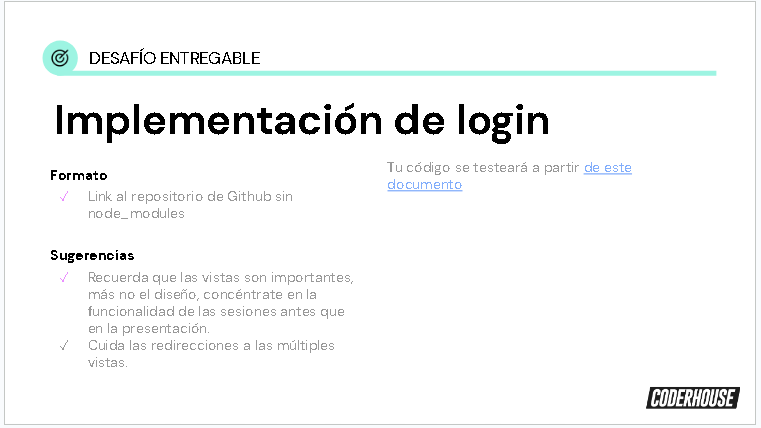 DESAFÍO ENTREGABLE
Implementación de login
Formato
✓ Link al repositorio de Github sin
node_modules
Sugerencias
✓ Recuerda que las vistas son importantes,
más no el diseño, concéntrate en la
funcionalidad de las sesiones antes que
en la presentación.
✓ Cuida las redirecciones a las múltiples
vistas.
Tu código se testeará a partir de este
documento
CODERHOUSE